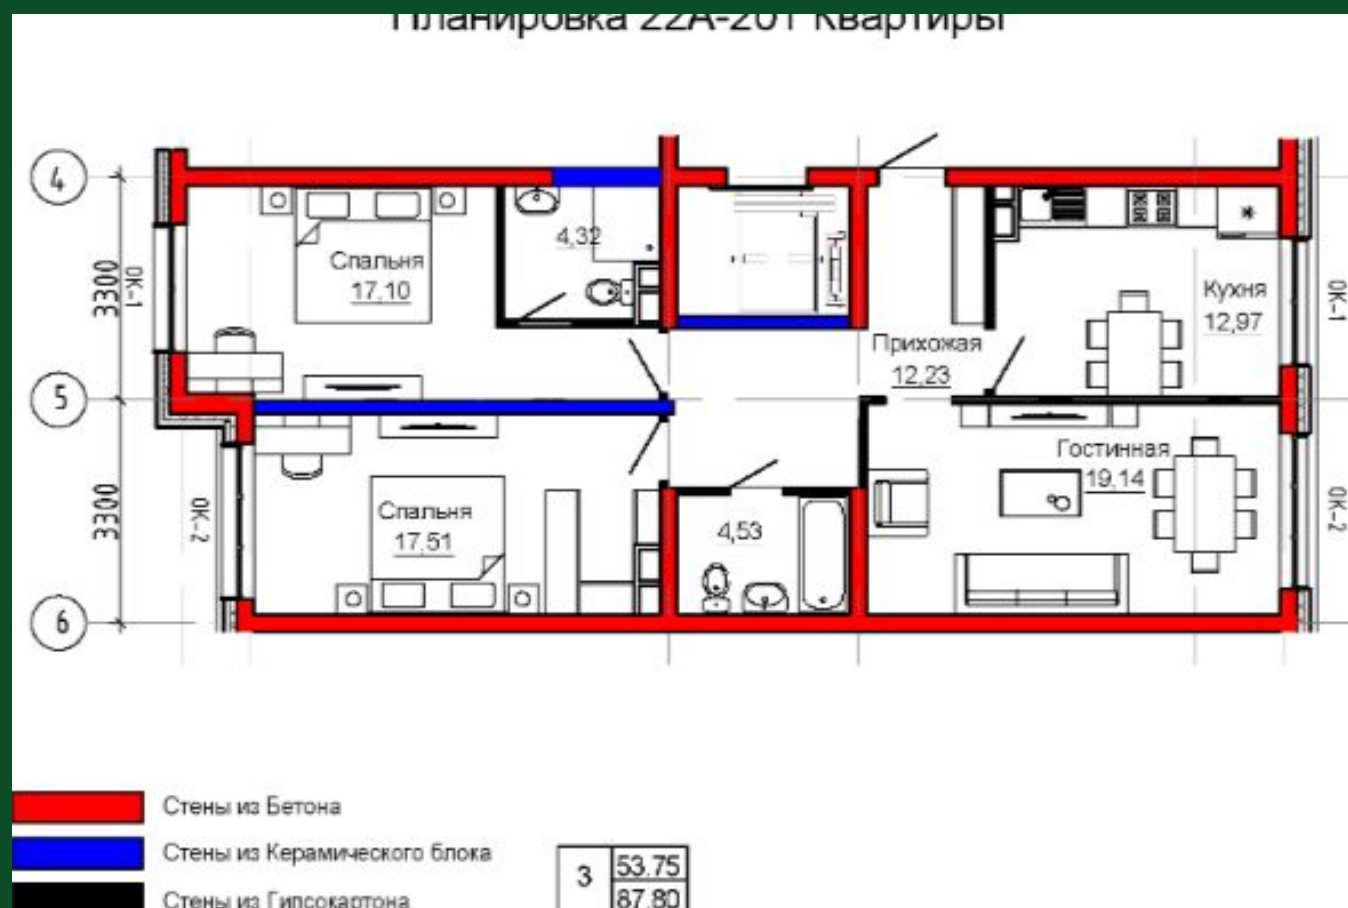 Планировка 22А-201 Квартиры
4
5
6
3300
3300
ОК-1
ОК-2
Спальня
17,10
4,32
Прихожая
12,23
Кухня
12,97
ОК-1
Спальня
17,51
4,53
Гостинная
19,14
ОК-2
Стены из Бетона
Стены из Керамического блока
Стены из Гипсокартона
3
53.75
87.80